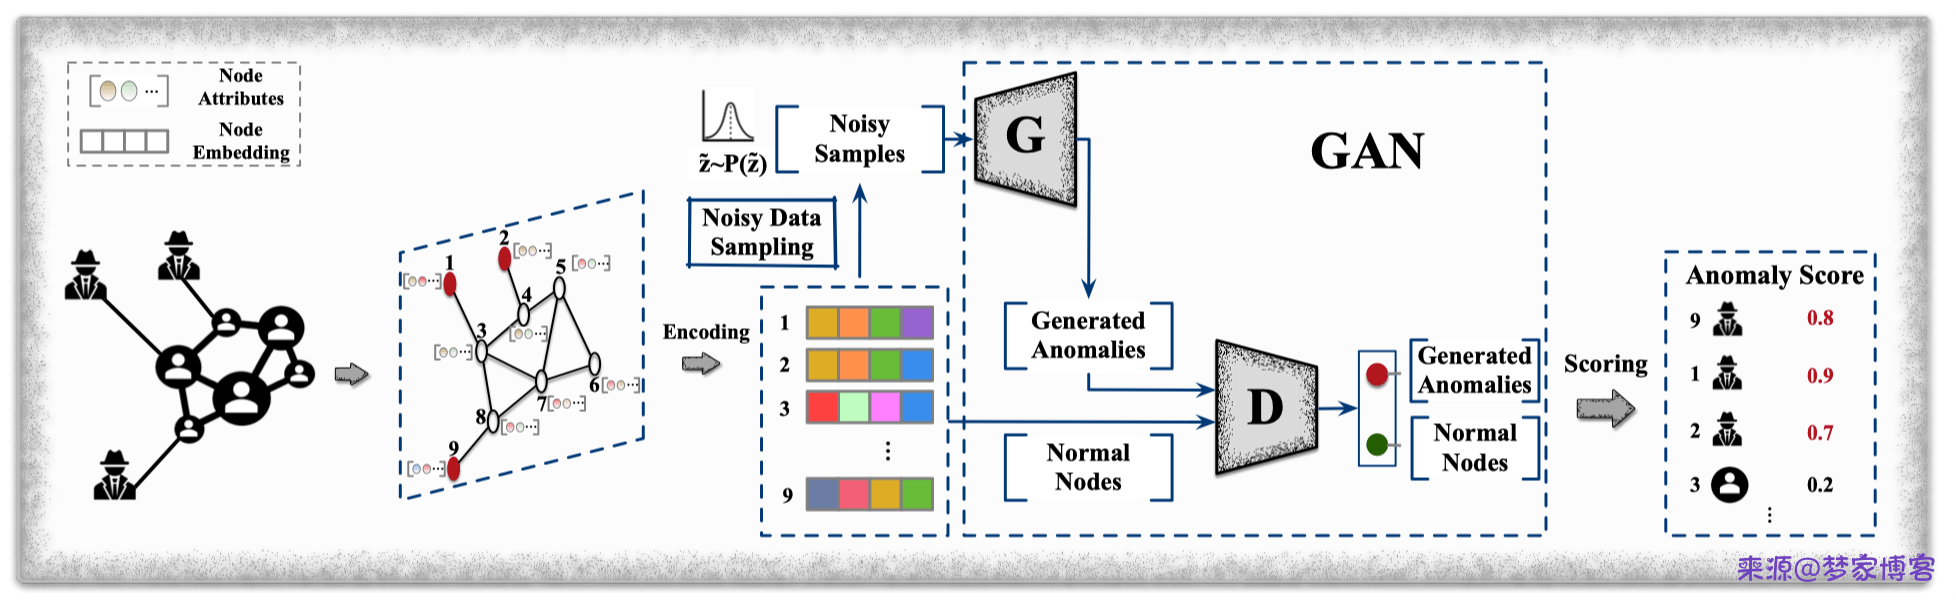 Node
Attributes
[ ... ]
Node
Embedding
1
2
3
4
5
6
7
8
9
Encoding
z̃~P(z̃)
Noisy
Samples
Noisy Data
Sampling
1
2
3
⋮
9
G
GAN
Generated
Anomalies
Normal
Nodes
D
Generated
Anomalies
Normal
Nodes
Scoring
Anomaly Score
9 0.8
1 0.9
2 0.7
3 0.2
⋮
来源@梦家博客